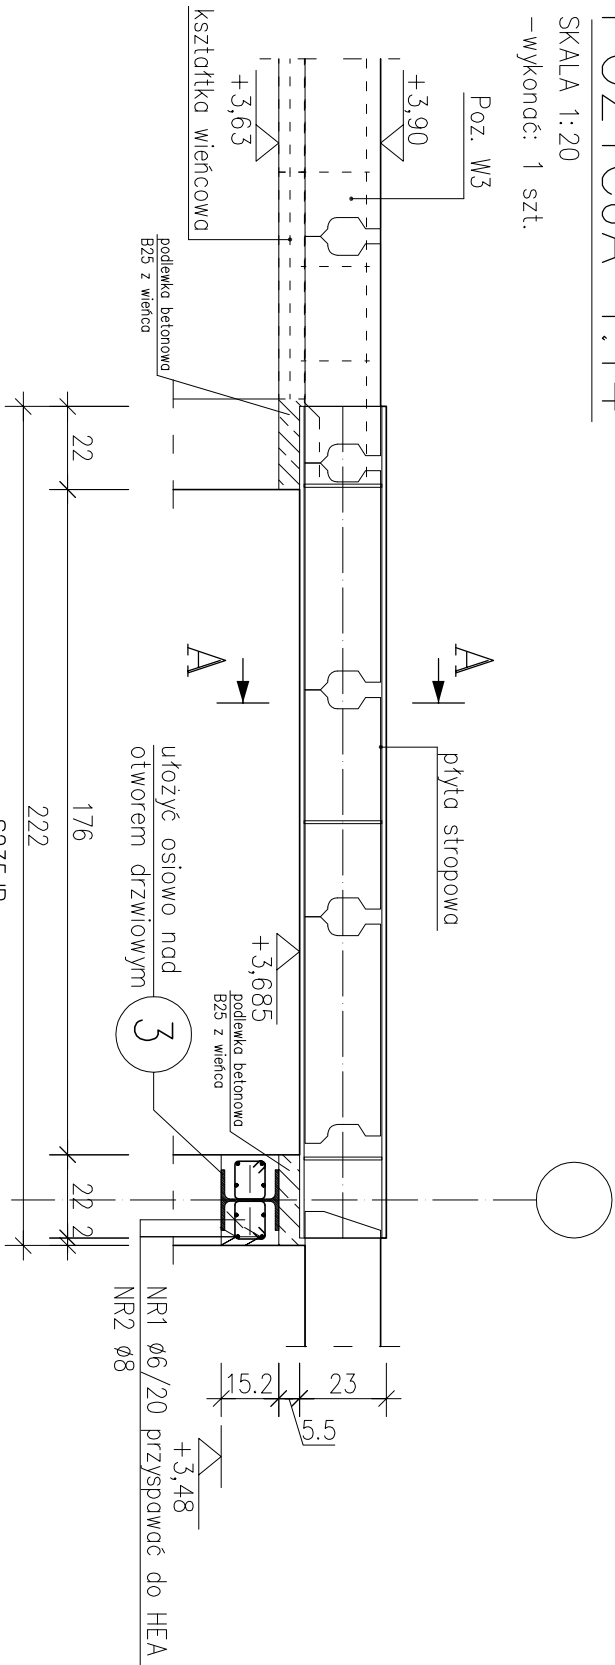 SKALA 1:20
-wykonać: 1 szt.
Poz. W3
+3,90
+3,63
kształtka wieńcowa
podlewka betonowa
B25 z wieńca
A
A
płyta stropowa
+3,685
ułożyć osiowo nad
otworem drzwiowym
3
podlewka betonowa
B25 z wieńca
22
176
22
2
222
15.2
5.5
23
+3,48
NR1 ø6/20 przyspawać do HEA
NR2 ø8